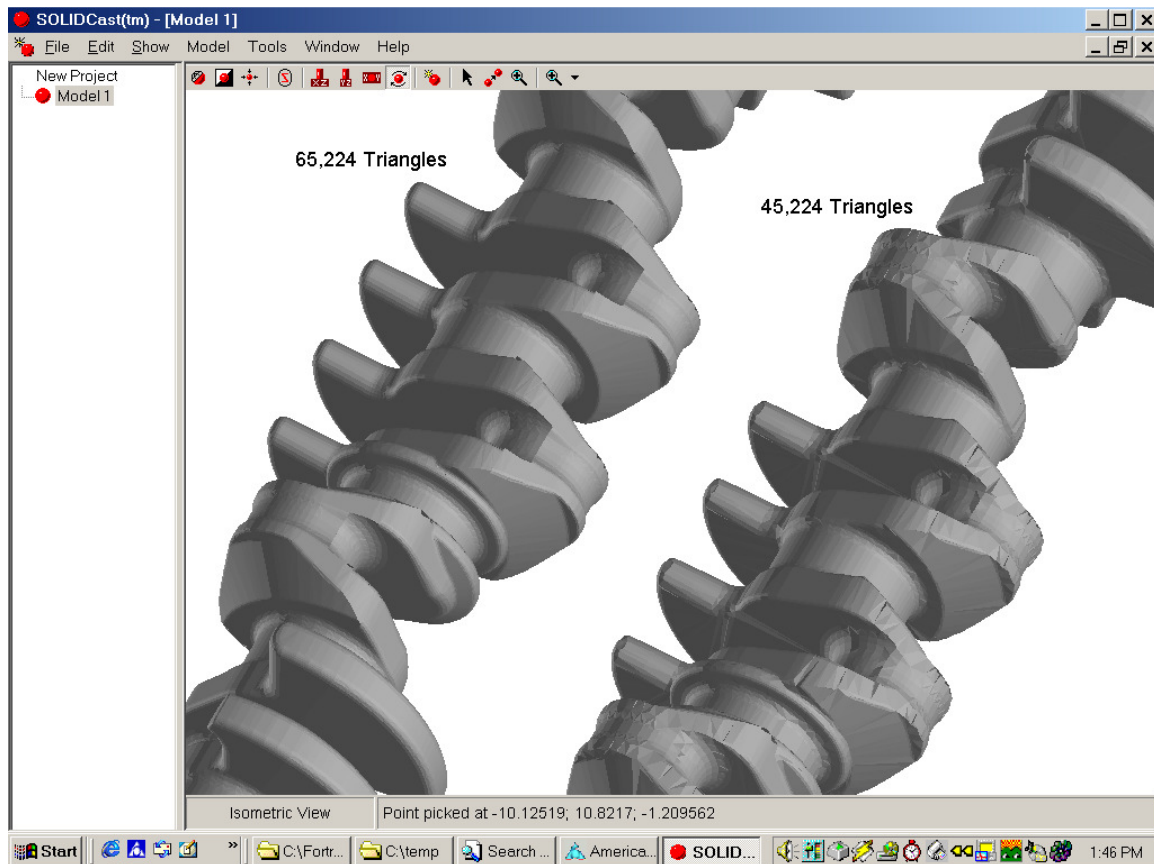 SOLIDCast(tm) - [Model 1]
File Edit Show Model Tools Window Help
New Project
Model 1
65,224 Triangles
45,224 Triangles
Isometric View
Point picked at -10.12519; 10.8217; -1.209562
Start » C:\Fortr... C:\temp Search ... America... SOLID... 1:46 PM